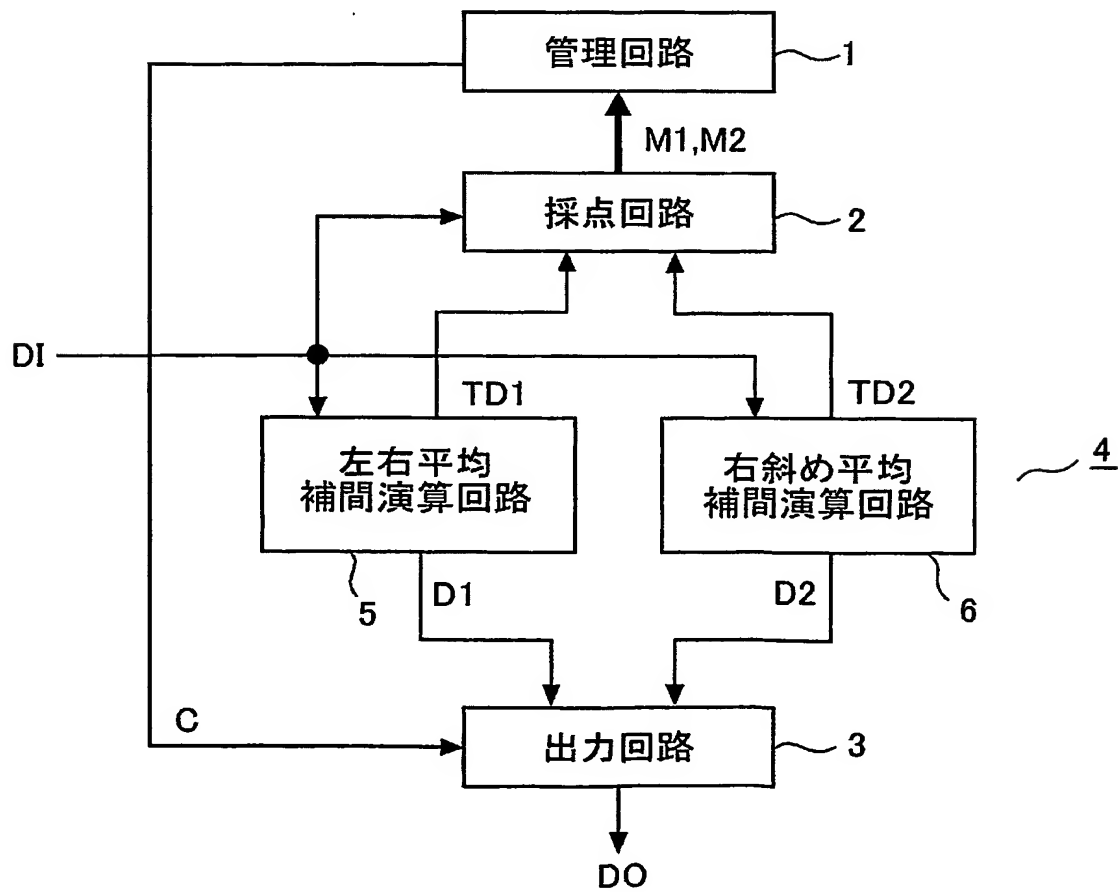 管理回路
1
M1,M2
採点回路
2
DI
TD1
TD2
左右平均
補間演算回路
右斜め平均
補間演算回路
4
5
D1
D2
6
C
出力回路
3
DO